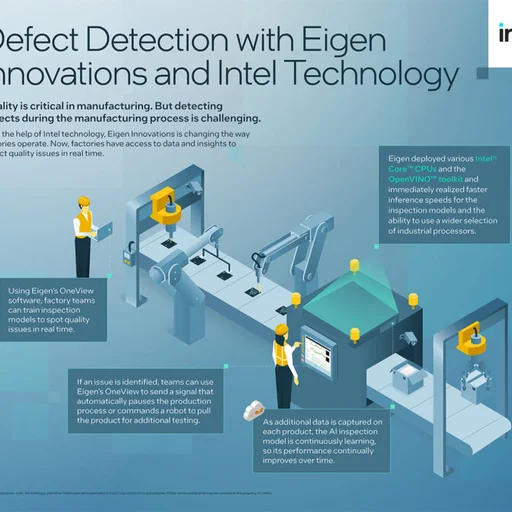 Defect Detection with Eigen
nnovations and Intel Technology
ality is critical in manufacturing. But detecting
ects during the manufacturing process is challenging.
the help of Intel technology, Eigen Innovations is changing the way
ries operate. Now, factories have access to data and insights to
ct quality issues in real time.
Eigen deployed various Intel®
Core™ CPUs and the
OpenVINO™ toolkit and
immediately realized faster
inference speeds for the
inspection models and the
ability to use a wider selection
of industrial processors.
Using Eigen's OneView
software, factory teams
can train inspection
models to spot quality
issues in real time.
If an issue is identified, teams can use
Eigen's OneView to send a signal that
automatically pauses the production
process or commands a robot to pull
the product for additional testing.
As additional data is captured on
each product, the AI inspection
model is continuously learning,
so its performance continually
improves over time.